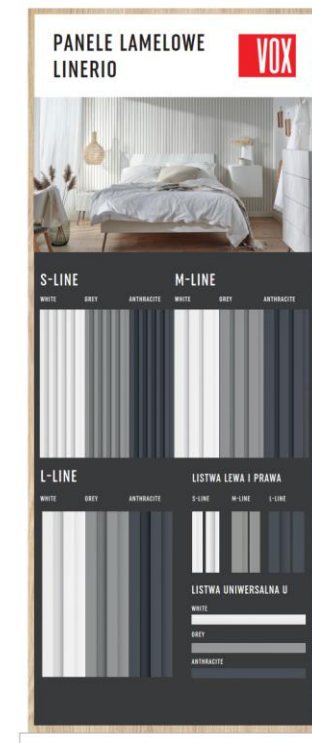 PANELE LAMELOWE
LINERIO
VOX
S-LINE
WHITE GREY ANTHRACITE
M-LINE
WHITE GREY ANTHRACITE
L-LINE
WHITE GREY ANTHRACITE
LISTWA LEWA I PRAWA
S-LINE M-LINE L-LINE
LISTWA UNIWERSALNA U
WHITE
GREY
ANTHRACITE